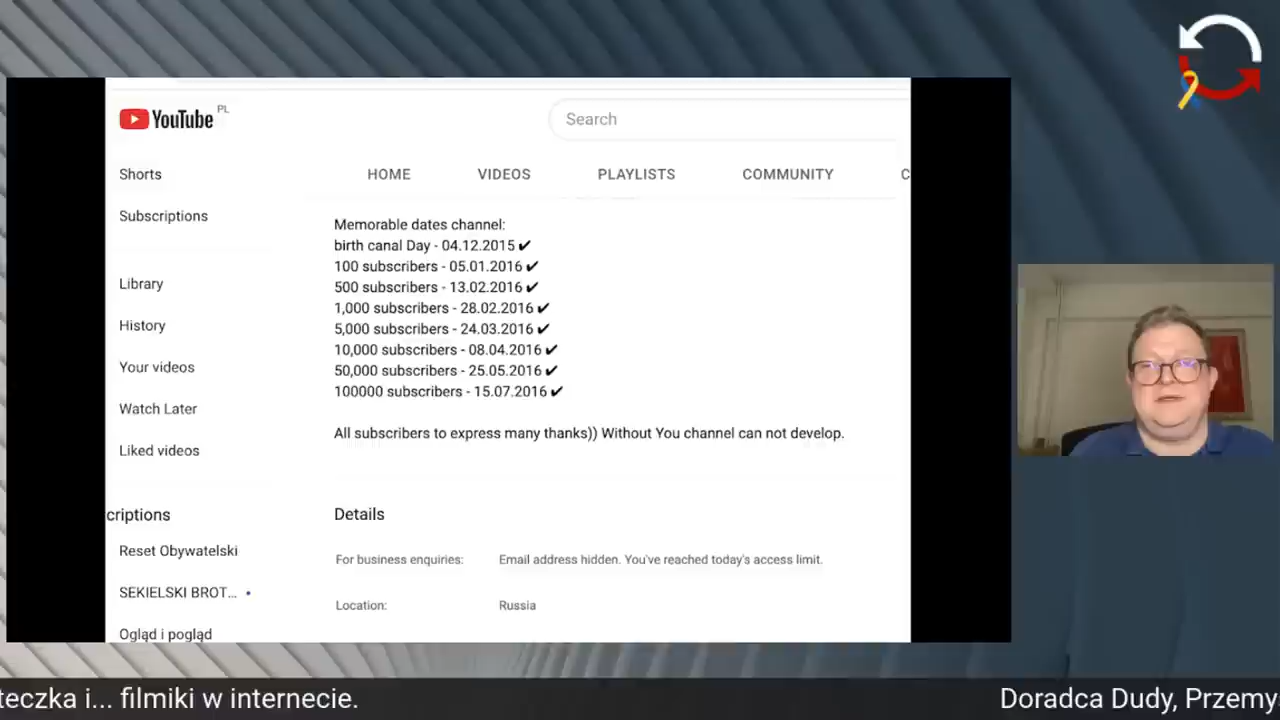 YouTube PL
Search
Shorts
HOME VIDEOS PLAYLISTS COMMUNITY C
Subscriptions
Memorable dates channel:
birth canal Day - 04.12.2015 ✔
100 subscribers - 05.01.2016 ✔
500 subscribers - 13.02.2016 ✔
1,000 subscribers - 28.02.2016 ✔
5,000 subscribers - 24.03.2016 ✔
10,000 subscribers - 08.04.2016 ✔
50,000 subscribers - 25.05.2016 ✔
100000 subscribers - 15.07.2016 ✔
All subscribers to express many thanks)) Without You channel can not develop.
Library
History
Your videos
Watch Later
Liked videos
criptions
Reset Obywatelski
SEKIELSKI BROT...
Ogląd i pogląd
Details
For business enquiries: Email address hidden. You've reached today's access limit.
Location: Russia
teczka i... filmiki w internecie. Doradca Dudy, Przemy